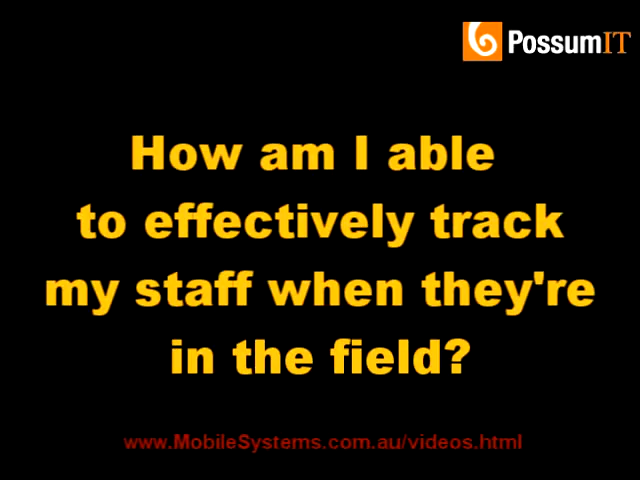 PossumIT
How am I able
to effectively track
my staff when they're
in the field?
www.MobileSystems.com.au/videos.html